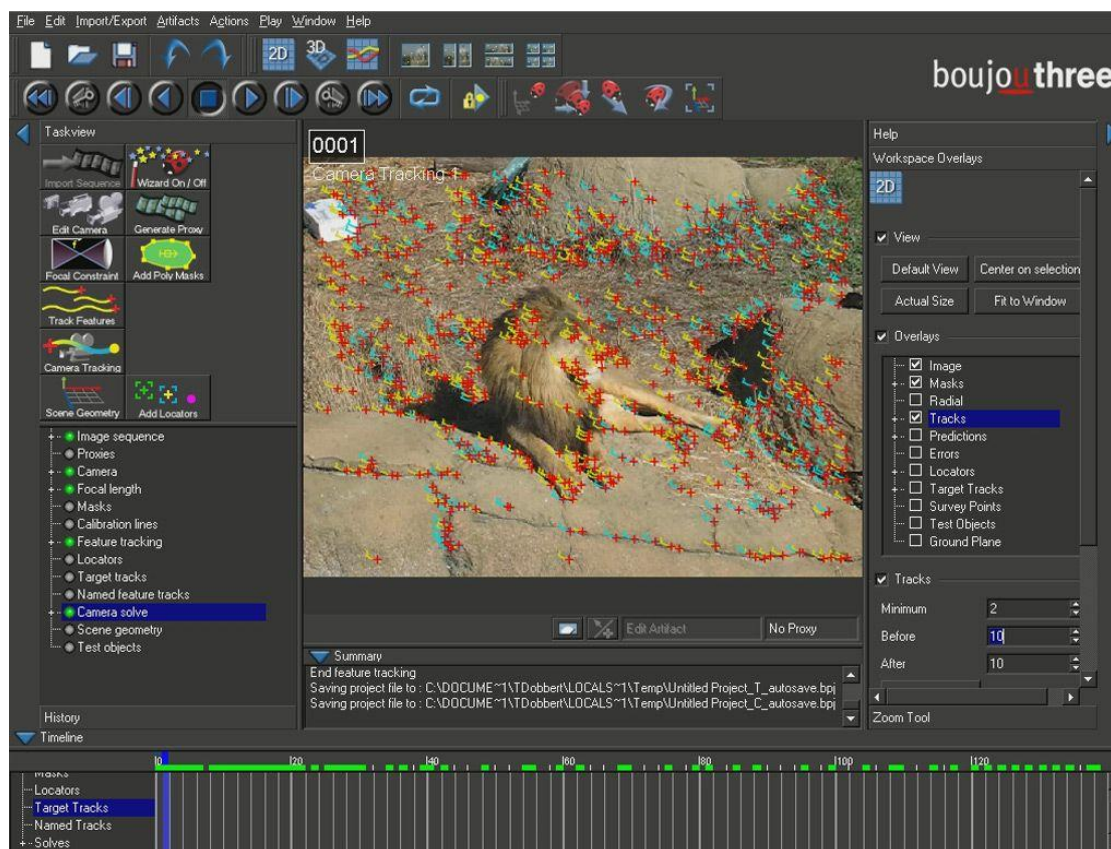 File Edit Import/Export Artifacts Actions Play Window Help
2D 3D
boujouthree
Taskview
Import Sequence Wizard On / Off
Edit Camera Generate Proxy
Focal Constraint Add Poly Masks
Track Features
Camera Tracking
Scene Geometry Add Locators
Image sequence
Proxies
Camera
Focal length
Masks
Calibration lines
Feature tracking
Locators
Target tracks
Named feature tracks
Camera solve
Scene geometry
Test objects
History
0001
Camera Tracking 1
Edit Artifact No Proxy
Summary
End feature tracking
Saving project file to : C:\DOCUME~1\TDobbert\LOCALS~1\Temp\Untitled Project_T_autosave.bpj
Saving project file to : C:\DOCUME~1\TDobbert\LOCALS~1\Temp\Untitled Project_C_autosave.bpj
Help
Workspace Overlays
2D
View
Default View Center on selection
Actual Size Fit to Window
Overlays
Image
Masks
Radial
Tracks
Predictions
Errors
Locators
Target Tracks
Survey Points
Test Objects
Ground Plane
Tracks
Minimum 2
Before 10
After 10
Zoom Tool
Timeline
0 20 40 60 80 100 120
Masks
Locators
Target Tracks
Named Tracks
Solves